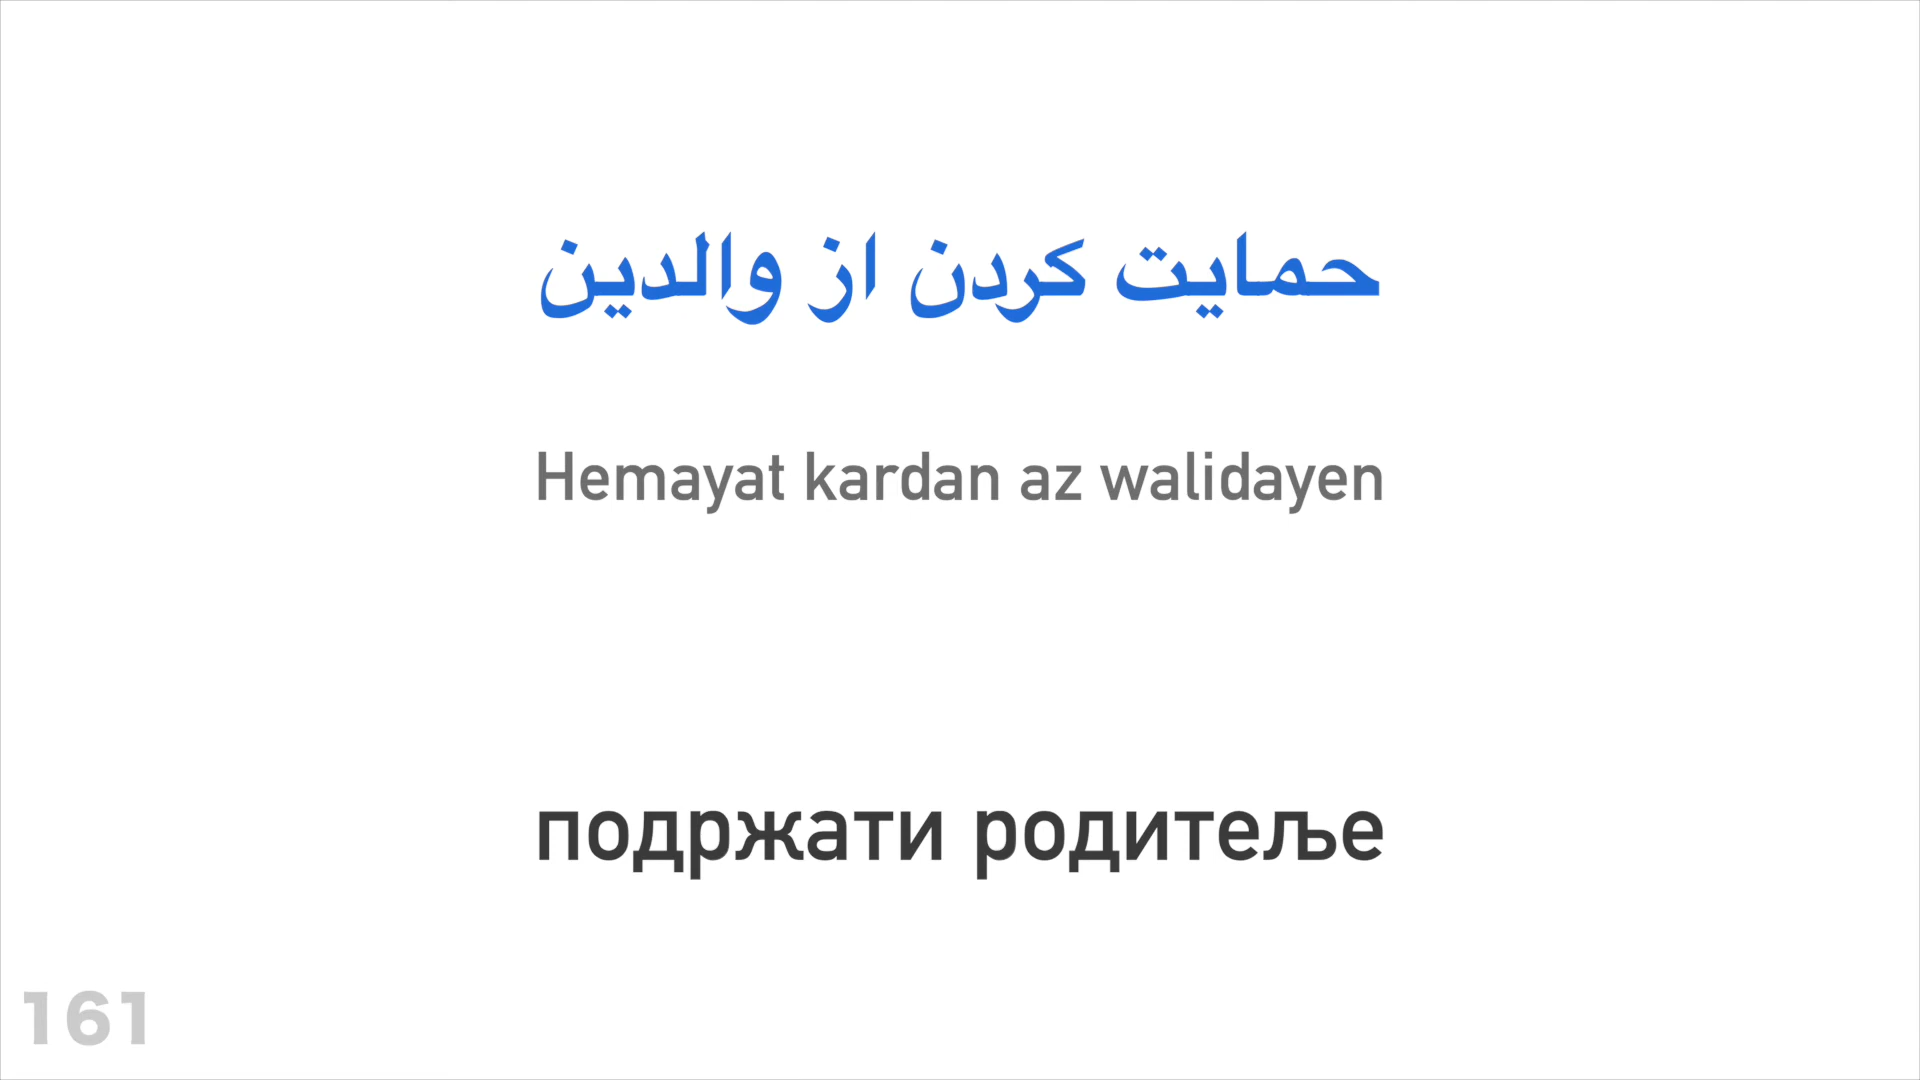 حمایت کردن از والدین
Hemayat kardan az walidayen
подржати родитеље
161